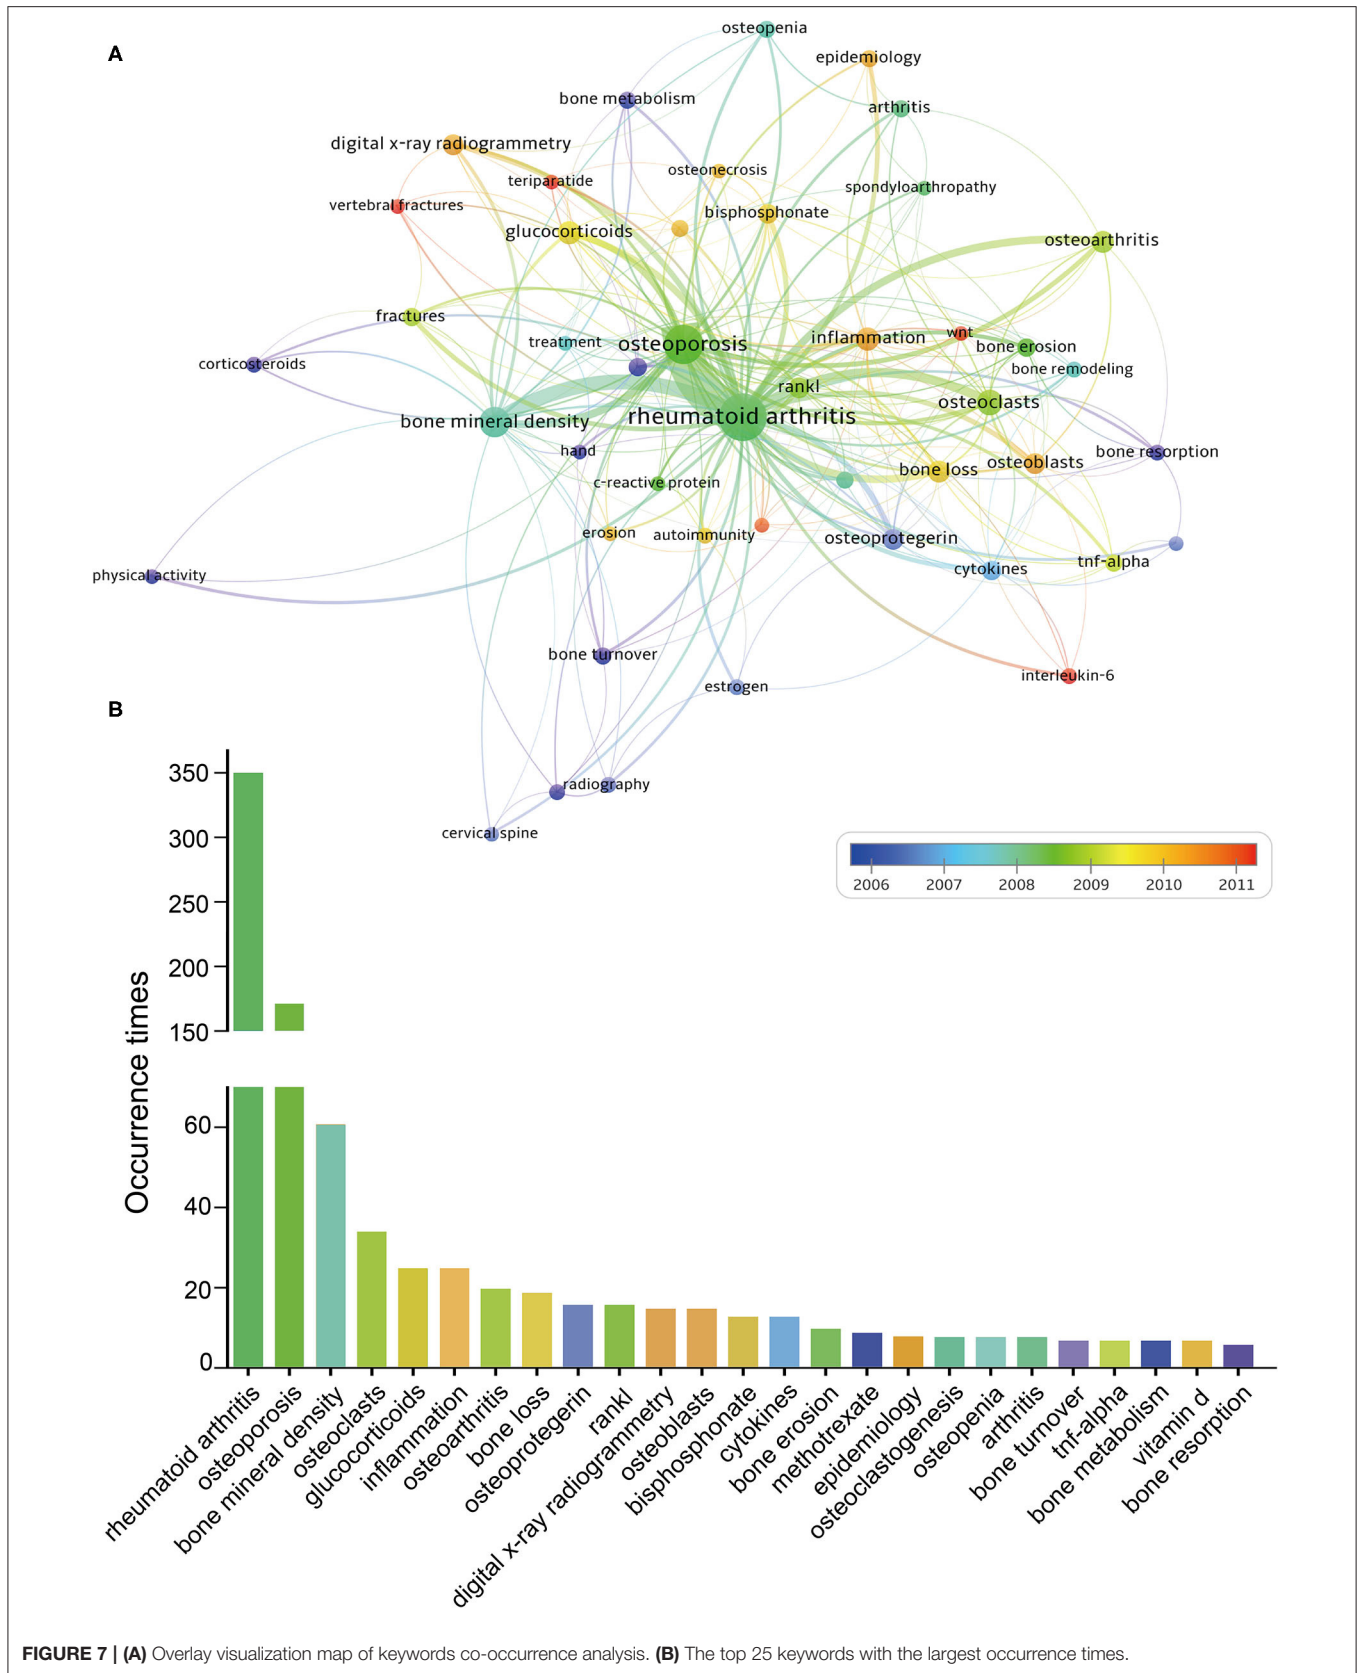 A
osteopenia
epidemiology
bone metabolism
arthritis
digital x-ray radiogrammetry
osteonecrosis
teriparatide
spondyloarthropathy
vertebral fractures
bisphosphonate
glucocorticoids
osteoarthritis
fractures
wnt
treatment
osteoporosis
inflammation
bone erosion
corticosteroids
bone remodeling
rankl
osteoclasts
bone mineral density
rheumatoid arthritis
hand
bone resorption
bone loss
osteoblasts
c-reactive protein
erosion
autoimmunity
osteoprotegerin
cytokines
tnf-alpha
physical activity
bone turnover
interleukin-6
estrogen
radiography
cervical spine
2006 2007 2008 2009 2010 2011
B
Occurrence times
350
300
250
200
150
60
40
20
0
rheumatoid arthritis
osteoporosis
bone mineral density
osteoclasts
glucocorticoids
inflammation
osteoarthritis
bone loss
osteoprotegerin
rankl
digital x-ray radiogrammetry
osteoblasts
bisphosphonate
cytokines
bone erosion
methotrexate
epidemiology
osteoclastogenesis
osteopenia
arthritis
bone turnover
tnf-alpha
bone metabolism
vitamin d
bone resorption
FIGURE 7 | (A) Overlay visualization map of keywords co-occurrence analysis. (B) The top 25 keywords with the largest occurrence times.